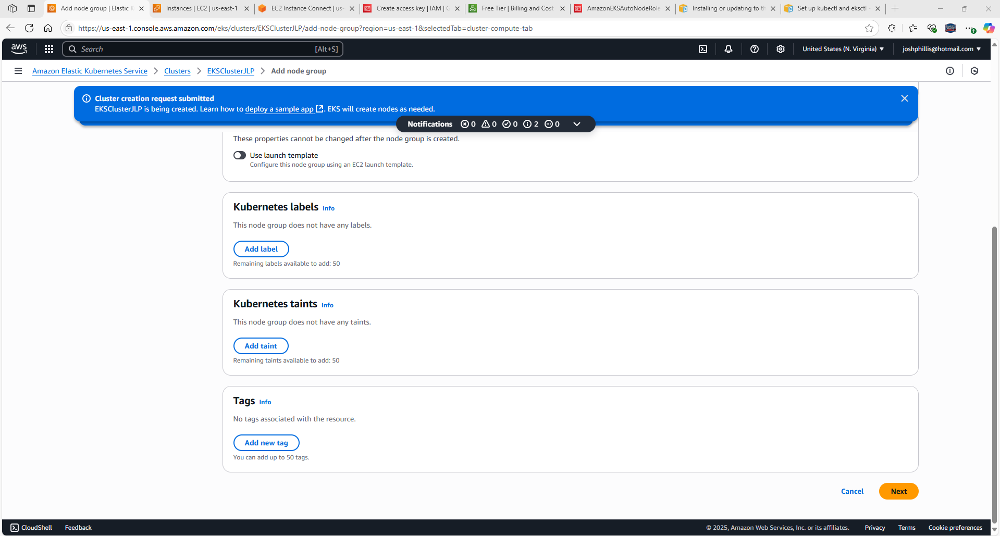 Add node group | Elastic K
Instances | EC2 | us-east-1
EC2 Instance Connect | us-
Create access key | IAM | G
Free Tier | Billing and Cost
AmazonEKSAutoNodeRole
Installing or updating to th
Set up kubectl and eksctl -
https://us-east-1.console.aws.amazon.com/eks/clusters/EKSClusterJLP/add-node-group?region=us-east-1&selectedTab=cluster-compute-tab
aws
Search
[Alt+S]
United States (N. Virginia)
joshphillis@hotmail.com
Amazon Elastic Kubernetes Service
Clusters
EKSClusterJLP
Add node group
Cluster creation request submitted
EKSClusterJLP is being created. Learn how to deploy a sample app. EKS will create nodes as needed.
Notifications 0 0 0 2 0
These properties cannot be changed after the node group is created.
Use launch template
Configure this node group using an EC2 launch template.
Kubernetes labels Info
This node group does not have any labels.
Add label
Remaining labels available to add: 50
Kubernetes taints Info
This node group does not have any taints.
Add taint
Remaining taints available to add: 50
Tags Info
No tags associated with the resource.
Add new tag
You can add up to 50 tags.
Cancel
Next
CloudShell
Feedback
© 2025, Amazon Web Services, Inc. or its affiliates.
Privacy
Terms
Cookie preferences